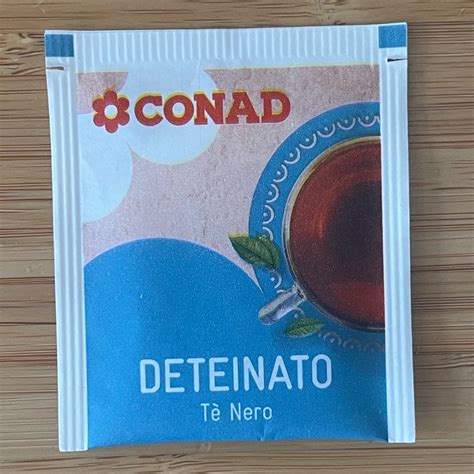 CONAD
DETEINATO
Tè Nero